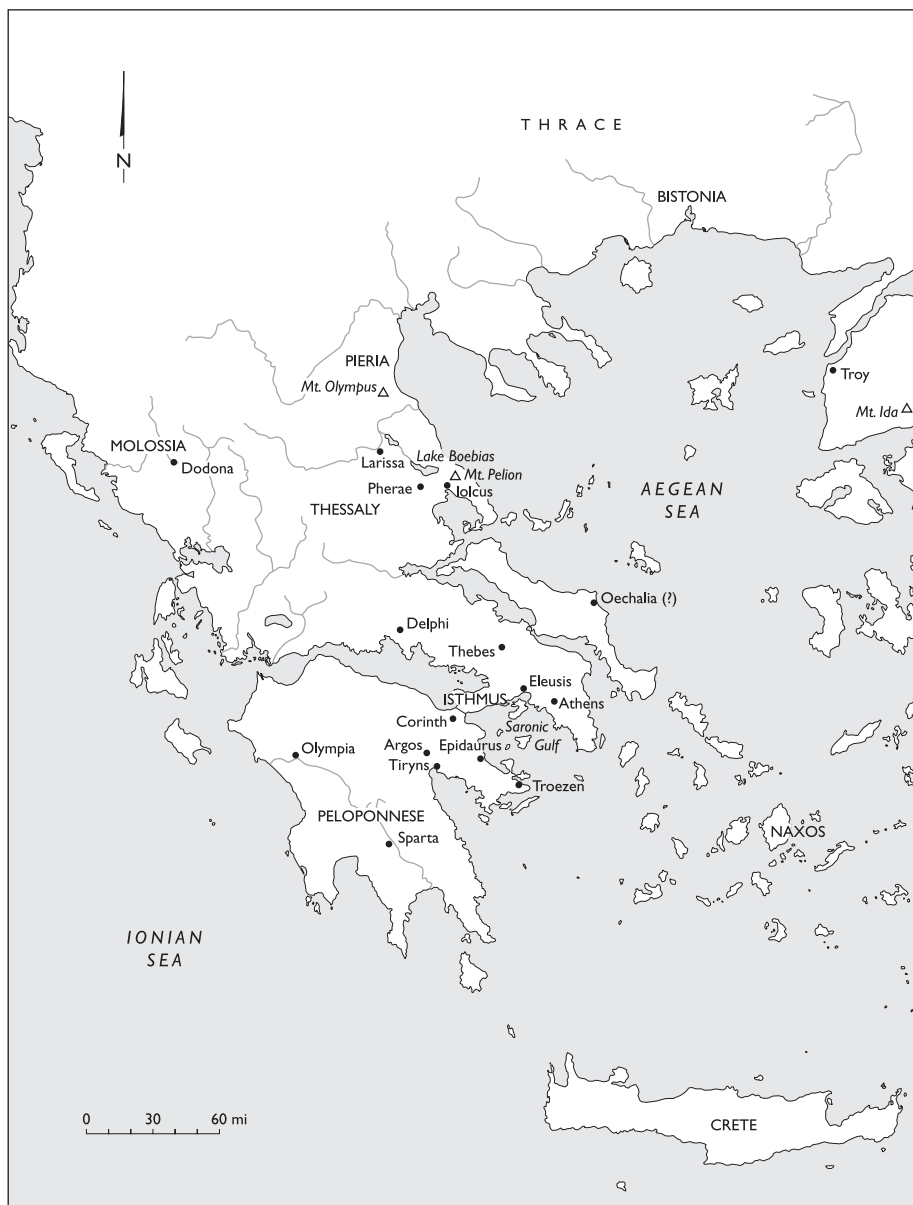 THRACE
N
BISTONIA
PIERIA
Mt. Olympus
Troy
Mt. Ida
MOLOSSIA
Dodona
Larissa
Lake Boebias
Mt. Pelion
Pherae
Iolcus
THESSALY
AEGEAN
SEA
Oechalia (?)
Delphi
Thebes
Eleusis
ISTHMUS
Athens
Corinth
Saronic
Gulf
Argos
Epidaurus
Olympia
Tiryns
Troezen
PELOPONNESE
Sparta
NAXOS
IONIAN
SEA
0 30 60 mi
CRETE